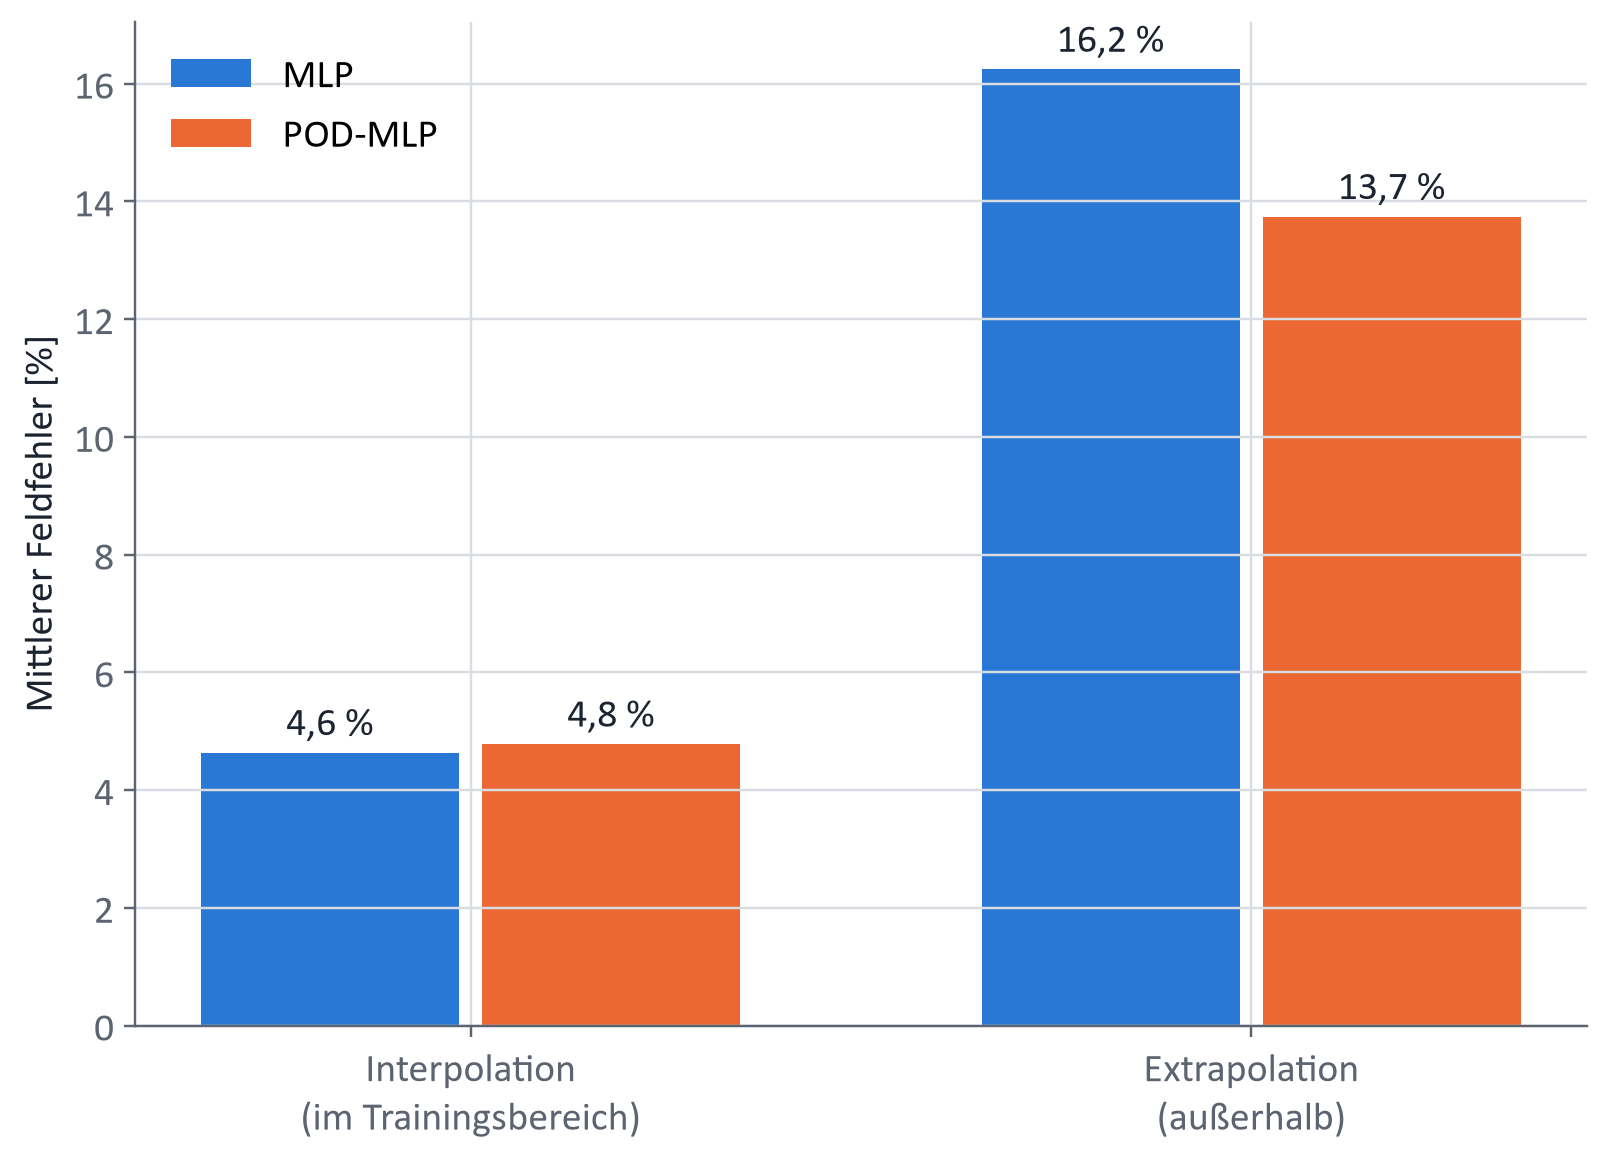 MLP
POD-MLP
Mittlerer Feldfehler [%]
16
14
12
10
8
6
4
2
0
4,6 %
4,8 %
16,2 %
13,7 %
Interpolation
(im Trainingsbereich)
Extrapolation
(außerhalb)